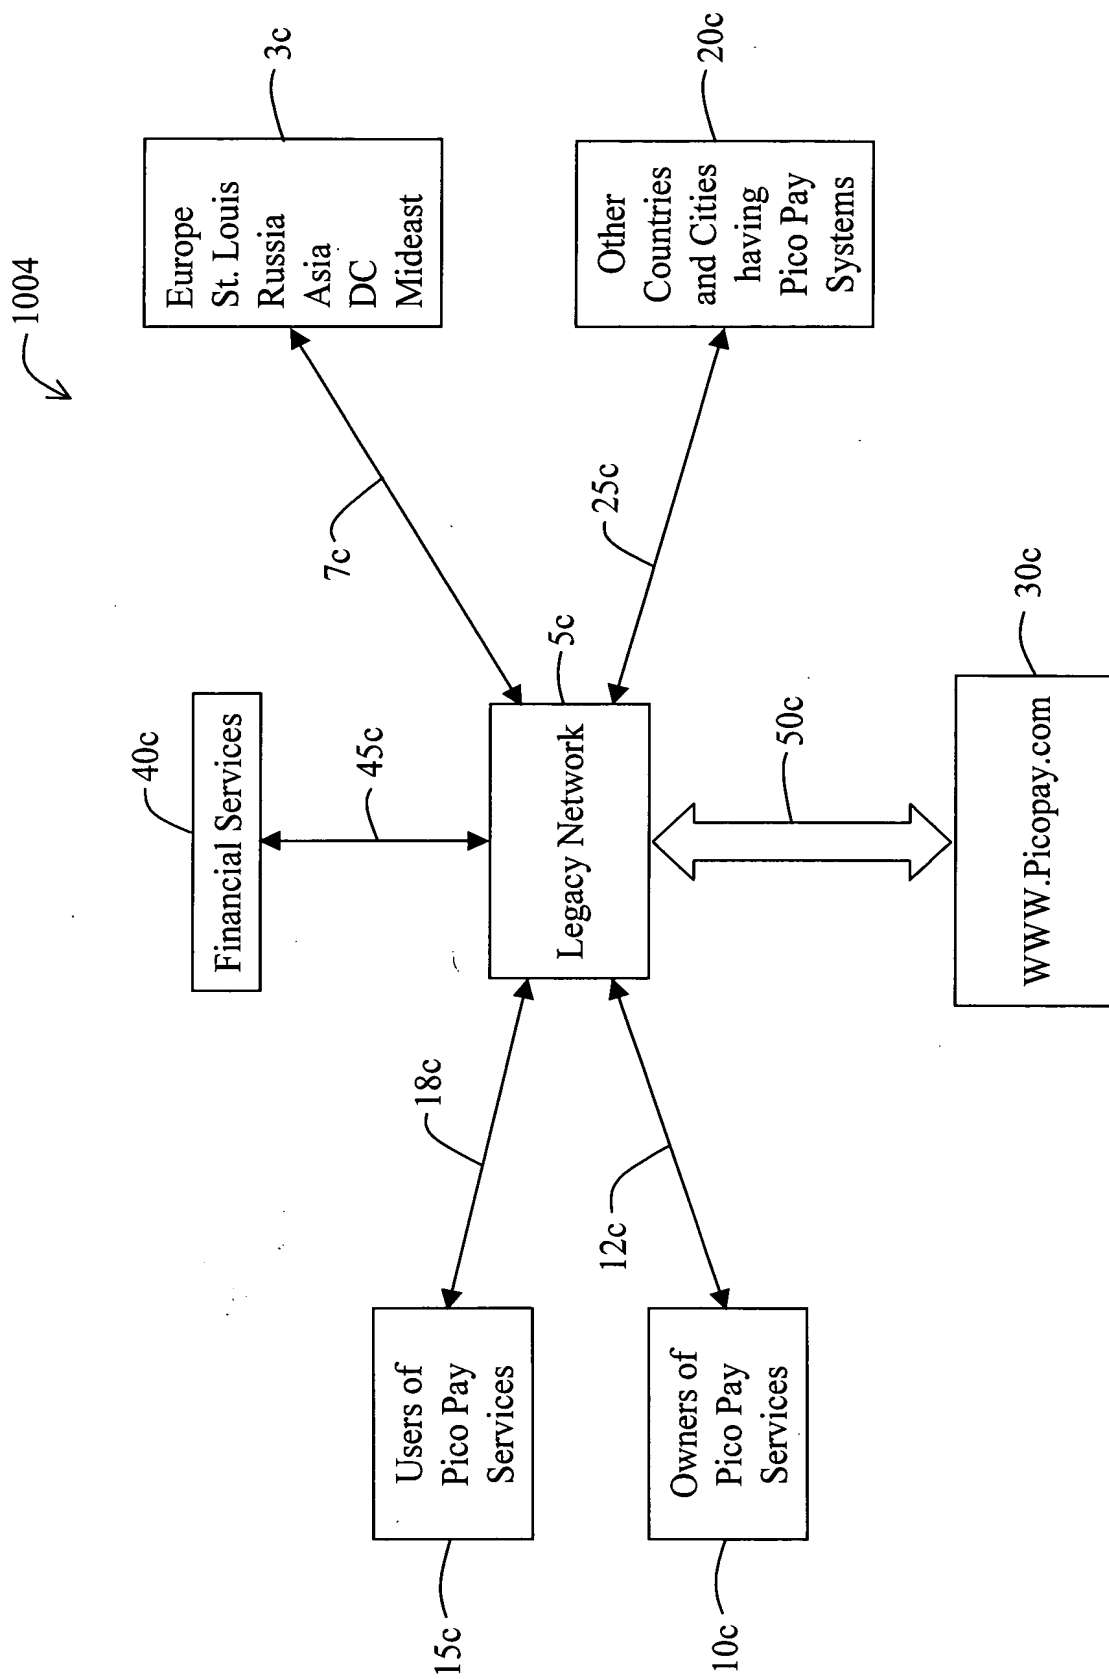 1004
40c
Financial Services
45c
15c
Users of
Pico Pay
Services
18c
Legacy Network
5c
7c
Europe
St. Louis
Russia
Asia
DC
Mideast
3c
10c
Owners of
Pico Pay
Services
12c
25c
Other
Countries
and Cities
having
Pico Pay
Systems
20c
50c
WWW.Picopay.com
30c